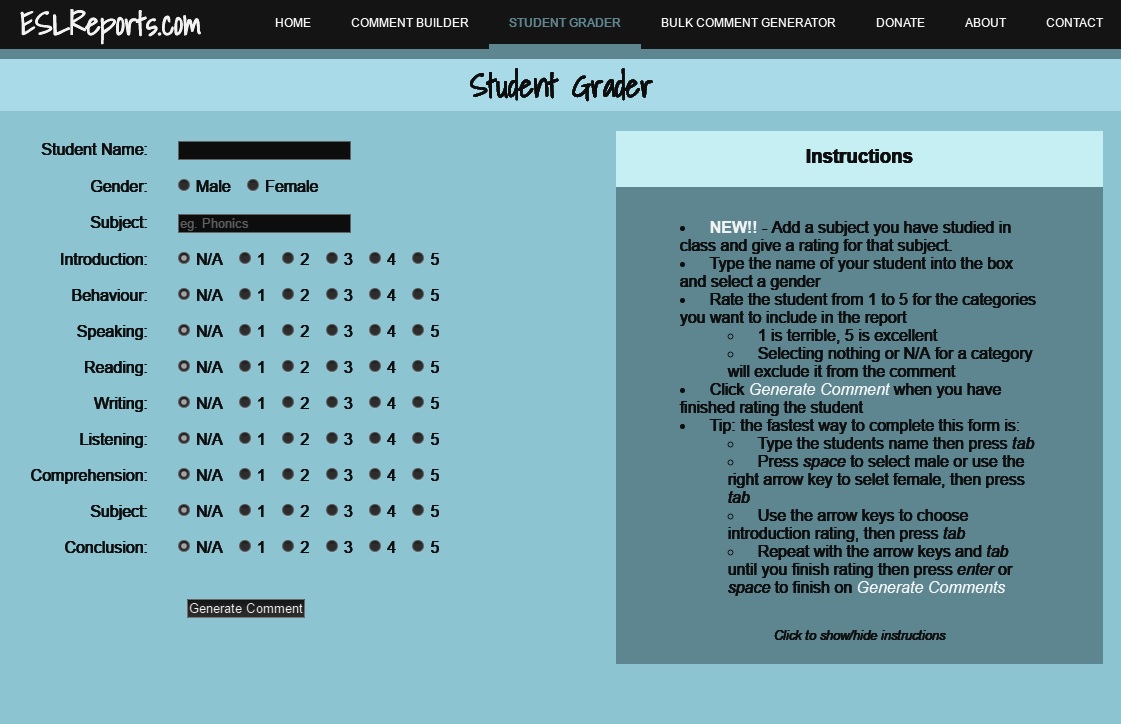 ESLReports.com
HOME COMMENT BUILDER STUDENT GRADER BULK COMMENT GENERATOR DONATE ABOUT CONTACT
Student Grader
Student Name:
Gender: Male Female
Subject: eg. Phonics
Introduction: N/A 1 2 3 4 5
Behaviour: N/A 1 2 3 4 5
Speaking: N/A 1 2 3 4 5
Reading: N/A 1 2 3 4 5
Writing: N/A 1 2 3 4 5
Listening: N/A 1 2 3 4 5
Comprehension: N/A 1 2 3 4 5
Subject: N/A 1 2 3 4 5
Conclusion: N/A 1 2 3 4 5
Generate Comment
Instructions
• NEW!! - Add a subject you have studied in
class and give a rating for that subject.
• Type the name of your student into the box
and select a gender
• Rate the student from 1 to 5 for the categories
you want to include in the report
◦ 1 is terrible, 5 is excellent
◦ Selecting nothing or N/A for a category
will exclude it from the comment
• Click Generate Comment when you have
finished rating the student
• Tip: the fastest way to complete this form is:
◦ Type the students name then press tab
◦ Press space to select male or use the
right arrow key to selet female, then press
tab
◦ Use the arrow keys to choose
introduction rating, then press tab
◦ Repeat with the arrow keys and tab
until you finish rating then press enter or
space to finish on Generate Comments
Click to show/hide instructions